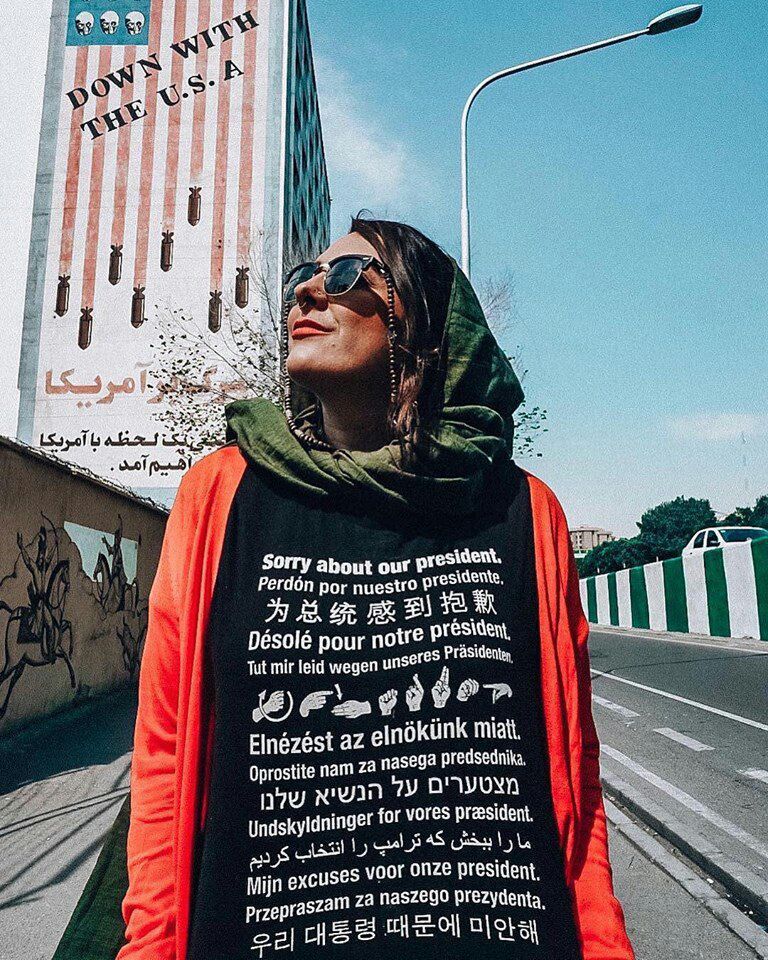 DOWN WITH
THE U.S.A
آمریکا
یک لحظه با آمریکا
آمد.
Sorry about our president.
Perdón por nuestro presidente.
为总统感到抱歉
Désolé pour notre président.
Tut mir leid wegen unseres Präsidenten.
Elnézést az elnökünk miatt.
Oprostite nam za nasega predsednika.
מצטערים על הנשיא שלנו
Undskyldninger for vores præsident.
ما را ببخش که ترامپ را انتخاب کردیم
Mijn excuses voor onze president.
Przepraszam za naszego prezydenta.
우리 대통령 때문에 미안해